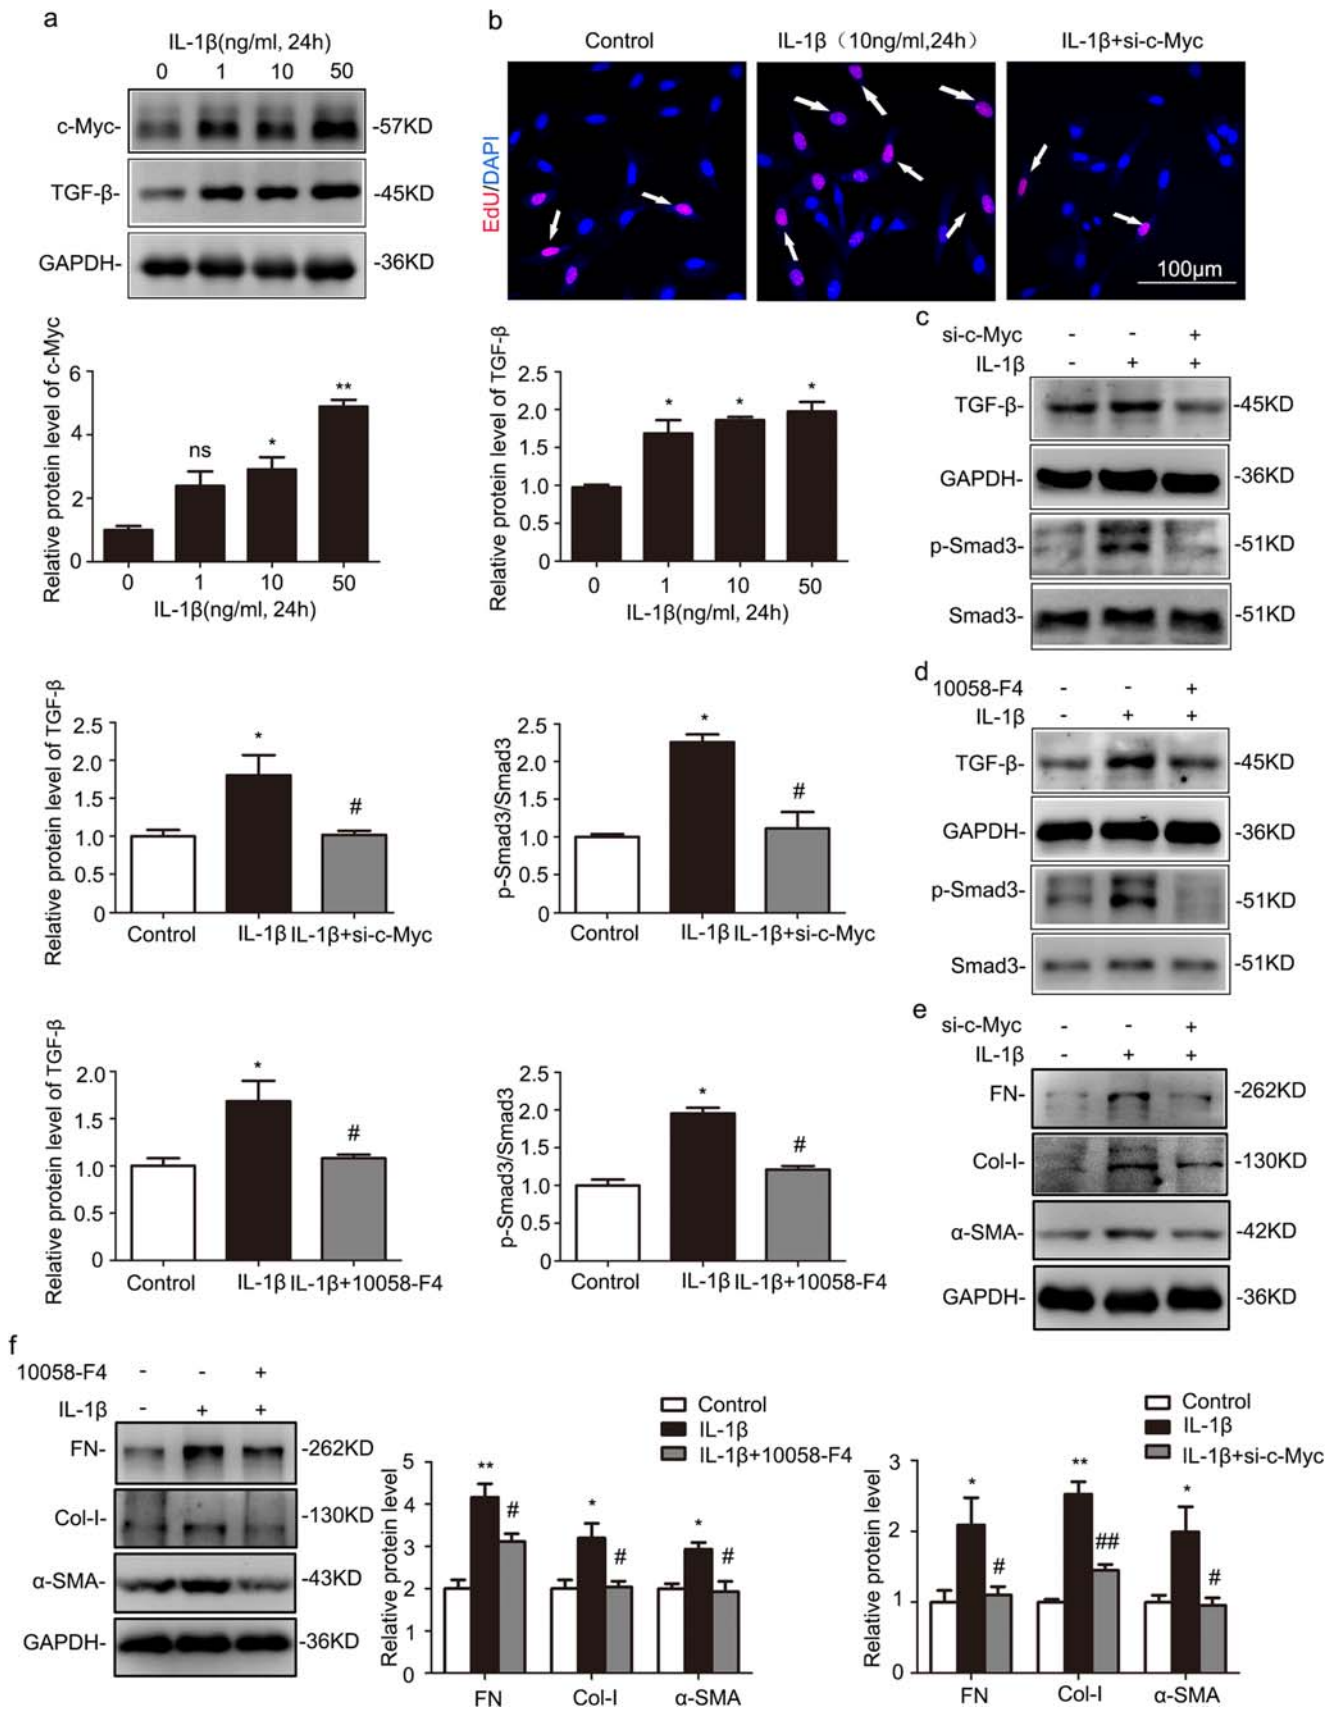 a
IL-1β(ng/ml, 24h)
0 1 10 50
c-Myc- -57KD
TGF-β- -45KD
GAPDH- -36KD
b
Control IL-1β（10ng/ml,24h） IL-1β+si-c-Myc
EdU/DAPI
100μm
Relative protein level of c-Myc
6
4
2
0
ns * **
0 1 10 50
IL-1β(ng/ml, 24h)
Relative protein level of TGF-β
2.5
2.0
1.5
1.0
0.5
0
* * *
0 1 10 50
IL-1β(ng/ml, 24h)
c
si-c-Myc - - +
IL-1β - + +
TGF-β- -45KD
GAPDH- -36KD
p-Smad3- -51KD
Smad3- -51KD
Relative protein level of TGF-β
2.5
2.0
1.5
1.0
0.5
0
* #
Control IL-1β IL-1β+si-c-Myc
p-Smad3/Smad3
2.5
2.0
1.5
1.0
0.5
0
* #
Control IL-1β IL-1β+si-c-Myc
d
10058-F4 - - +
IL-1β - + +
TGF-β- -45KD
GAPDH- -36KD
p-Smad3- -51KD
Smad3- -51KD
Relative protein level of TGF-β
2.0
1.5
1.0
0.5
0
* #
Control IL-1β IL-1β+10058-F4
p-Smad3/Smad3
2.5
2.0
1.5
1.0
0.5
0
* #
Control IL-1β IL-1β+10058-F4
e
si-c-Myc - - +
IL-1β - + +
FN- -262KD
Col-I- -130KD
α-SMA- -42KD
GAPDH- -36KD
f
10058-F4 - - +
IL-1β - + +
FN- -262KD
Col-I- -130KD
α-SMA- -43KD
GAPDH- -36KD
Control
IL-1β
IL-1β+10058-F4
Relative protein level
5
4
3
2
1
0
** # * # * #
FN Col-I α-SMA
Control
IL-1β
IL-1β+si-c-Myc
Relative protein level
3
2
1
0
* # ** ## * #
FN Col-I α-SMA